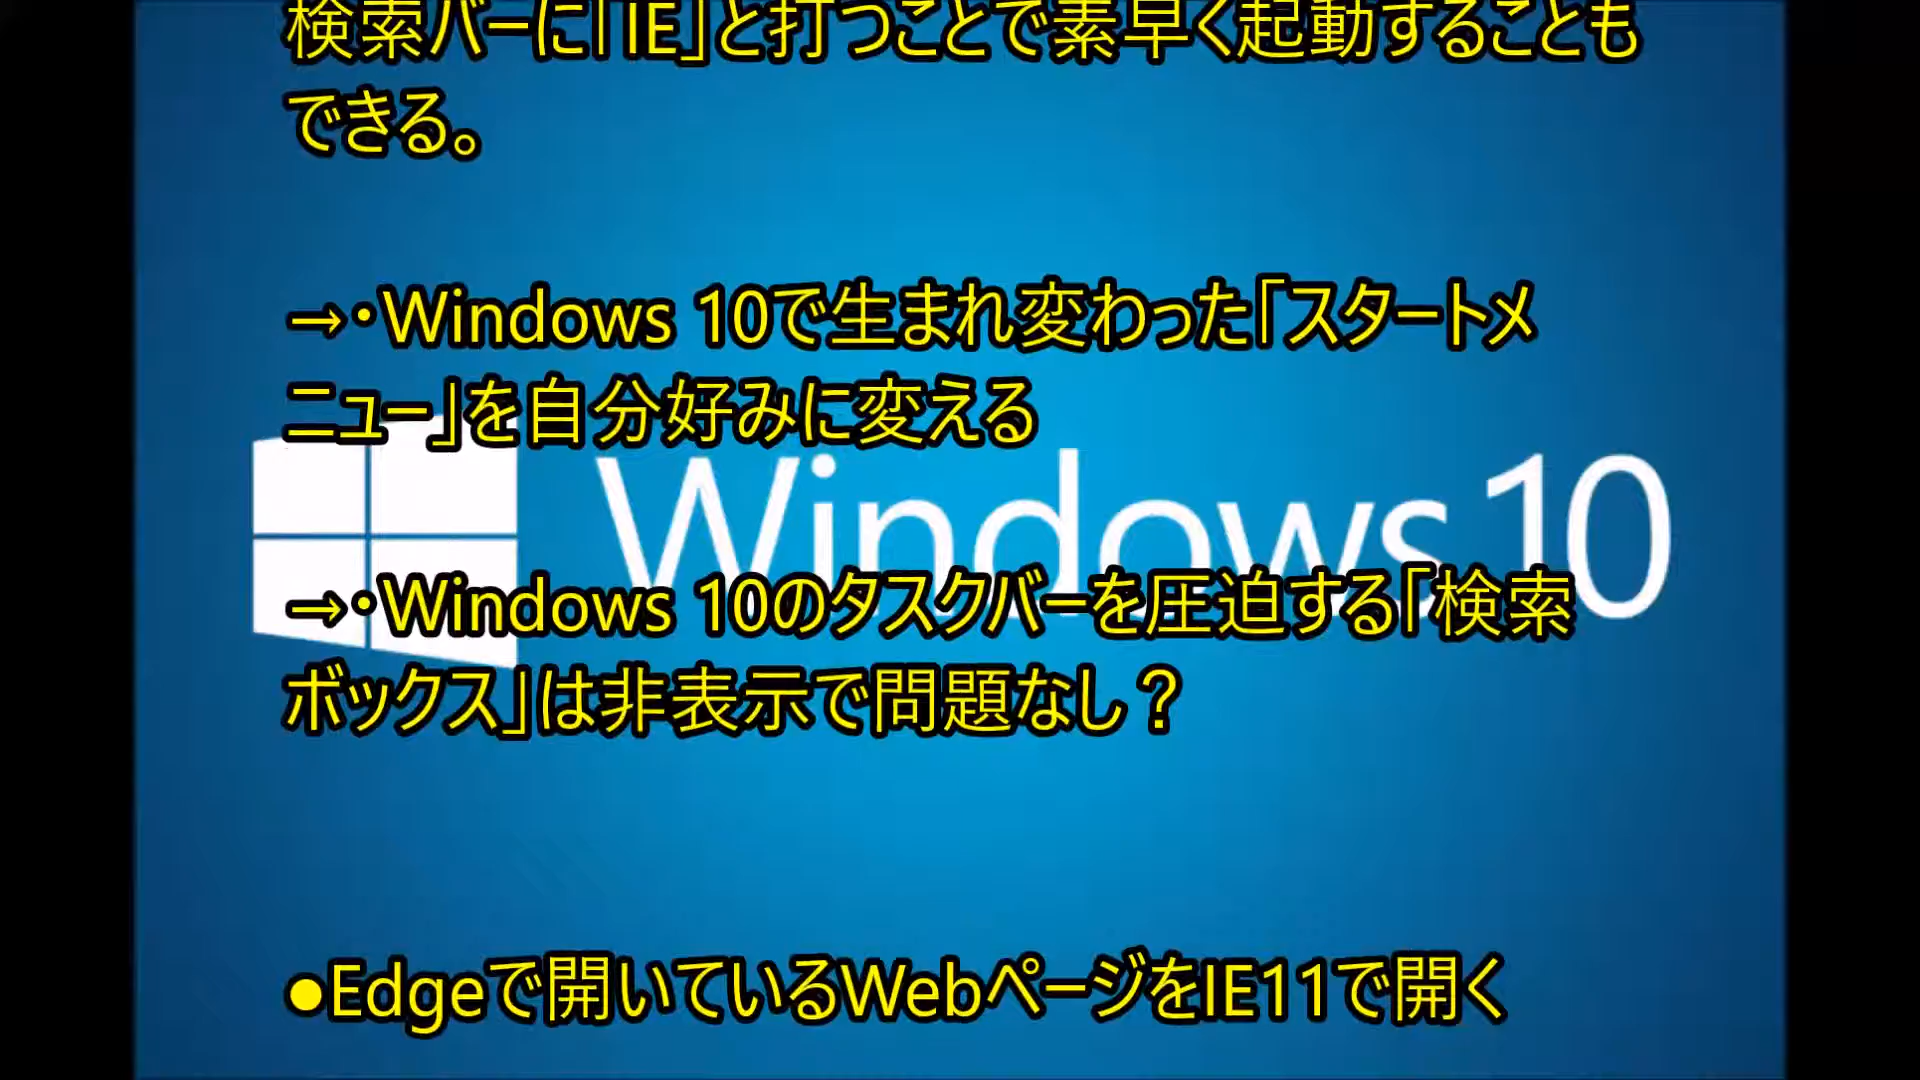 検索バーに「IE」と打つことで素早く起動することも
できる。
→・Windows 10で生まれ変わった「スタートメ
ニュー」を自分好みに変える
Windows 10
→・Windows 10のタスクバーを圧迫する「検索
ボックス」は非表示で問題なし？
●Edgeで開いているWebページをIE11で開く